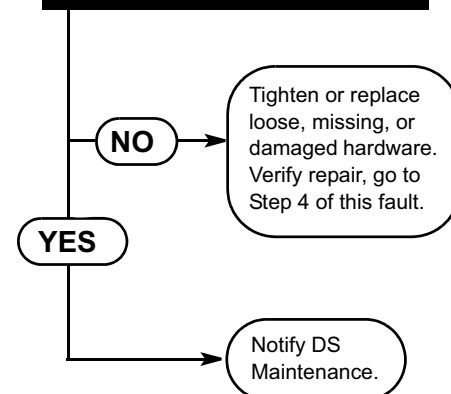 NO
Tighten or replace
loose, missing, or
damaged hardware.
Verify repair, go to
Step 4 of this fault.
YES
Notify DS
Maintenance.